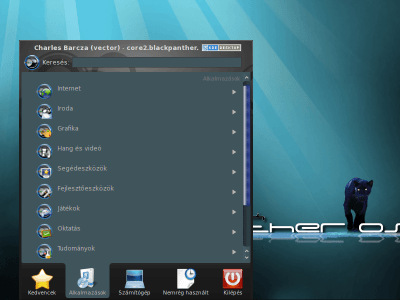 Charles Barcza (vector) - core2.blackpanther.
Keresés:
Alkalmazások
Internet
Iroda
Grafika
Hang és videó
Segédeszközök
Fejlesztőeszközök
Játékok
Oktatás
Tudományok
ther os
Kedvencek
Alkalmazások
Számítógép
Nemrég használt
Kilépés